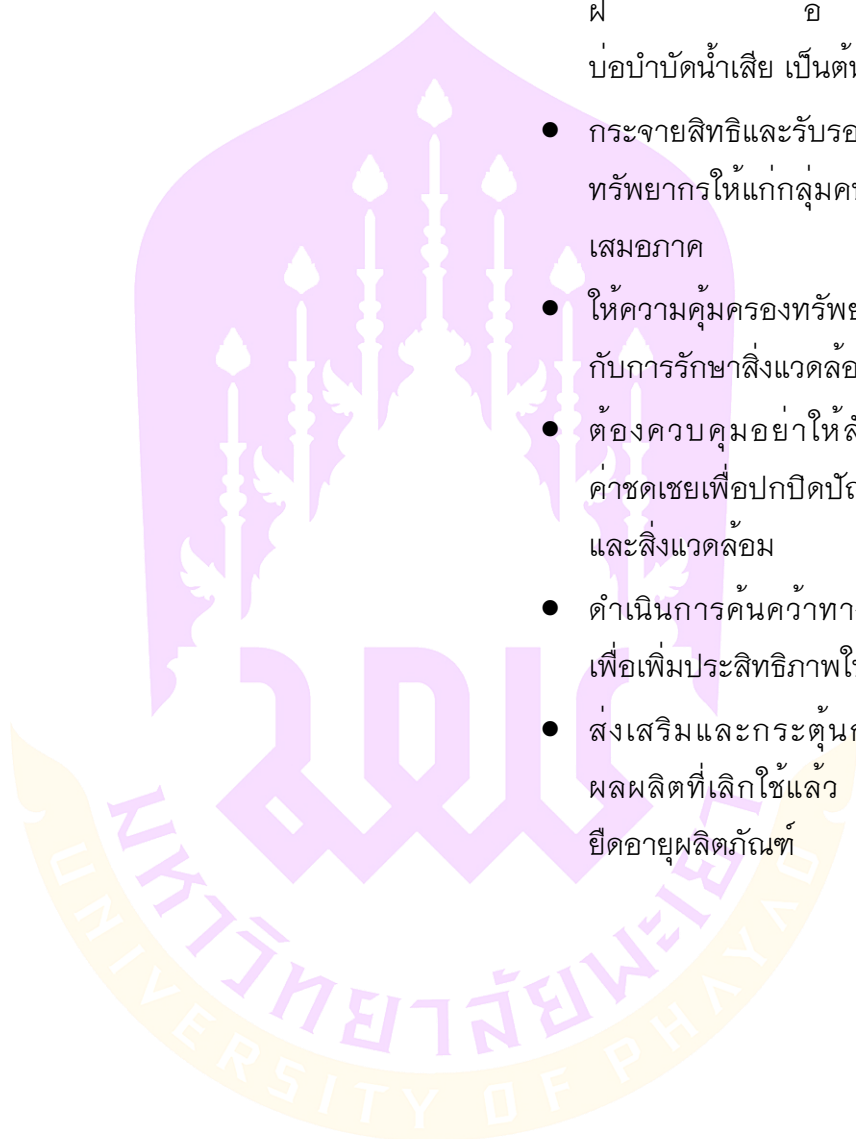 ฝ อ
บ่อบำบัดน้ำเสีย เป็นต้น
● กระจายสิทธิและรับรอ
ทรัพยากรให้แก่กลุ่มค
เสมอภาค
● ให้ความคุ้มครองทรัพย
กับการรักษาสิ่งแวดล้อ
● ต้องควบคุมอย่าให้ส
ค่าชดเชยเพื่อปกปิดปัญ
และสิ่งแวดล้อม
● ดำเนินการค้นคว้าทา
เพื่อเพิ่มประสิทธิภาพใ
● ส่งเสริมและกระตุ้น
ผลผลิตที่เลิกใช้แล้ว
ยืดอายุผลิตภัณฑ์
มหาวิทยาลัยพะเยา
UNIVERSITY OF PHAYAO